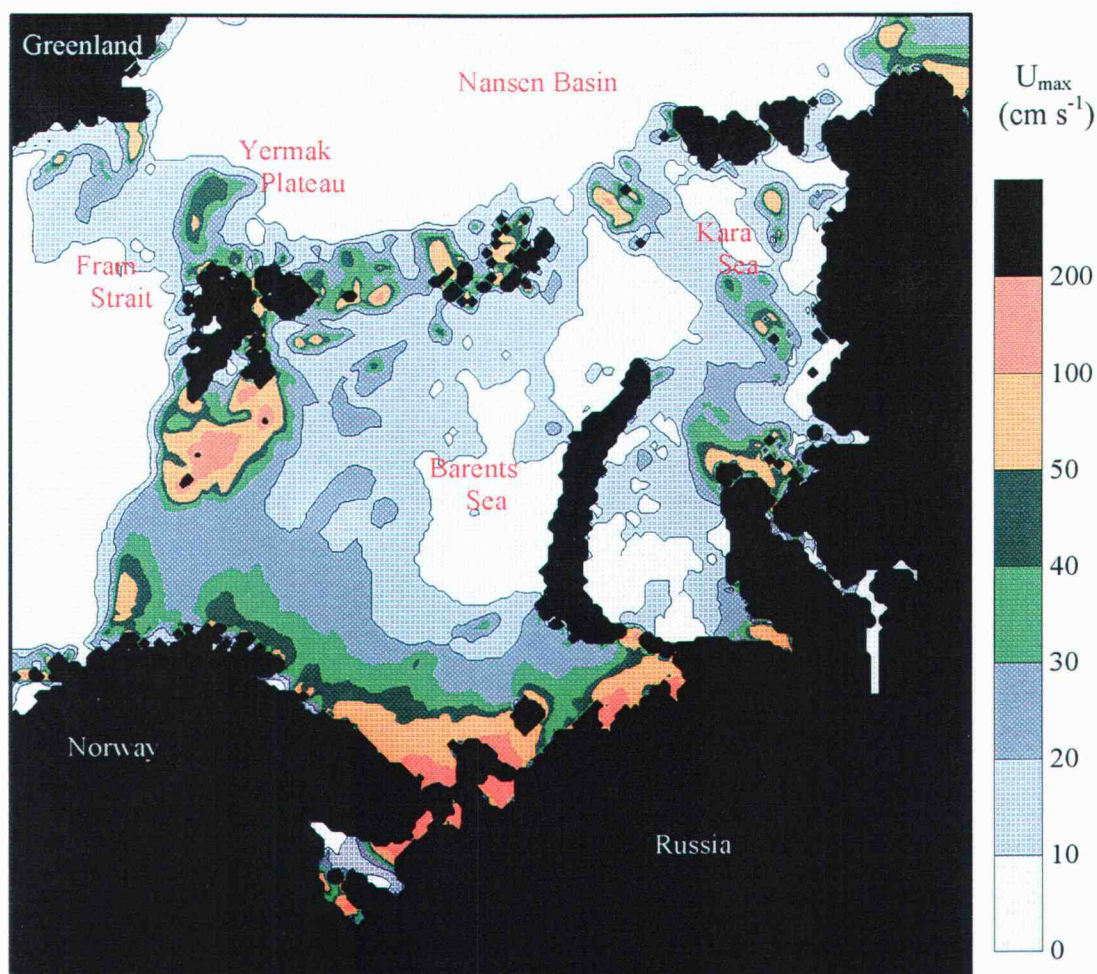 Greenland
Nansen Basin
Yermak
Plateau
Fram
Strait
Kara
Sea
Barents
Sea
Norway
Russia
U_max
(cm s⁻¹)
200
100
50
40
30
20
10
0